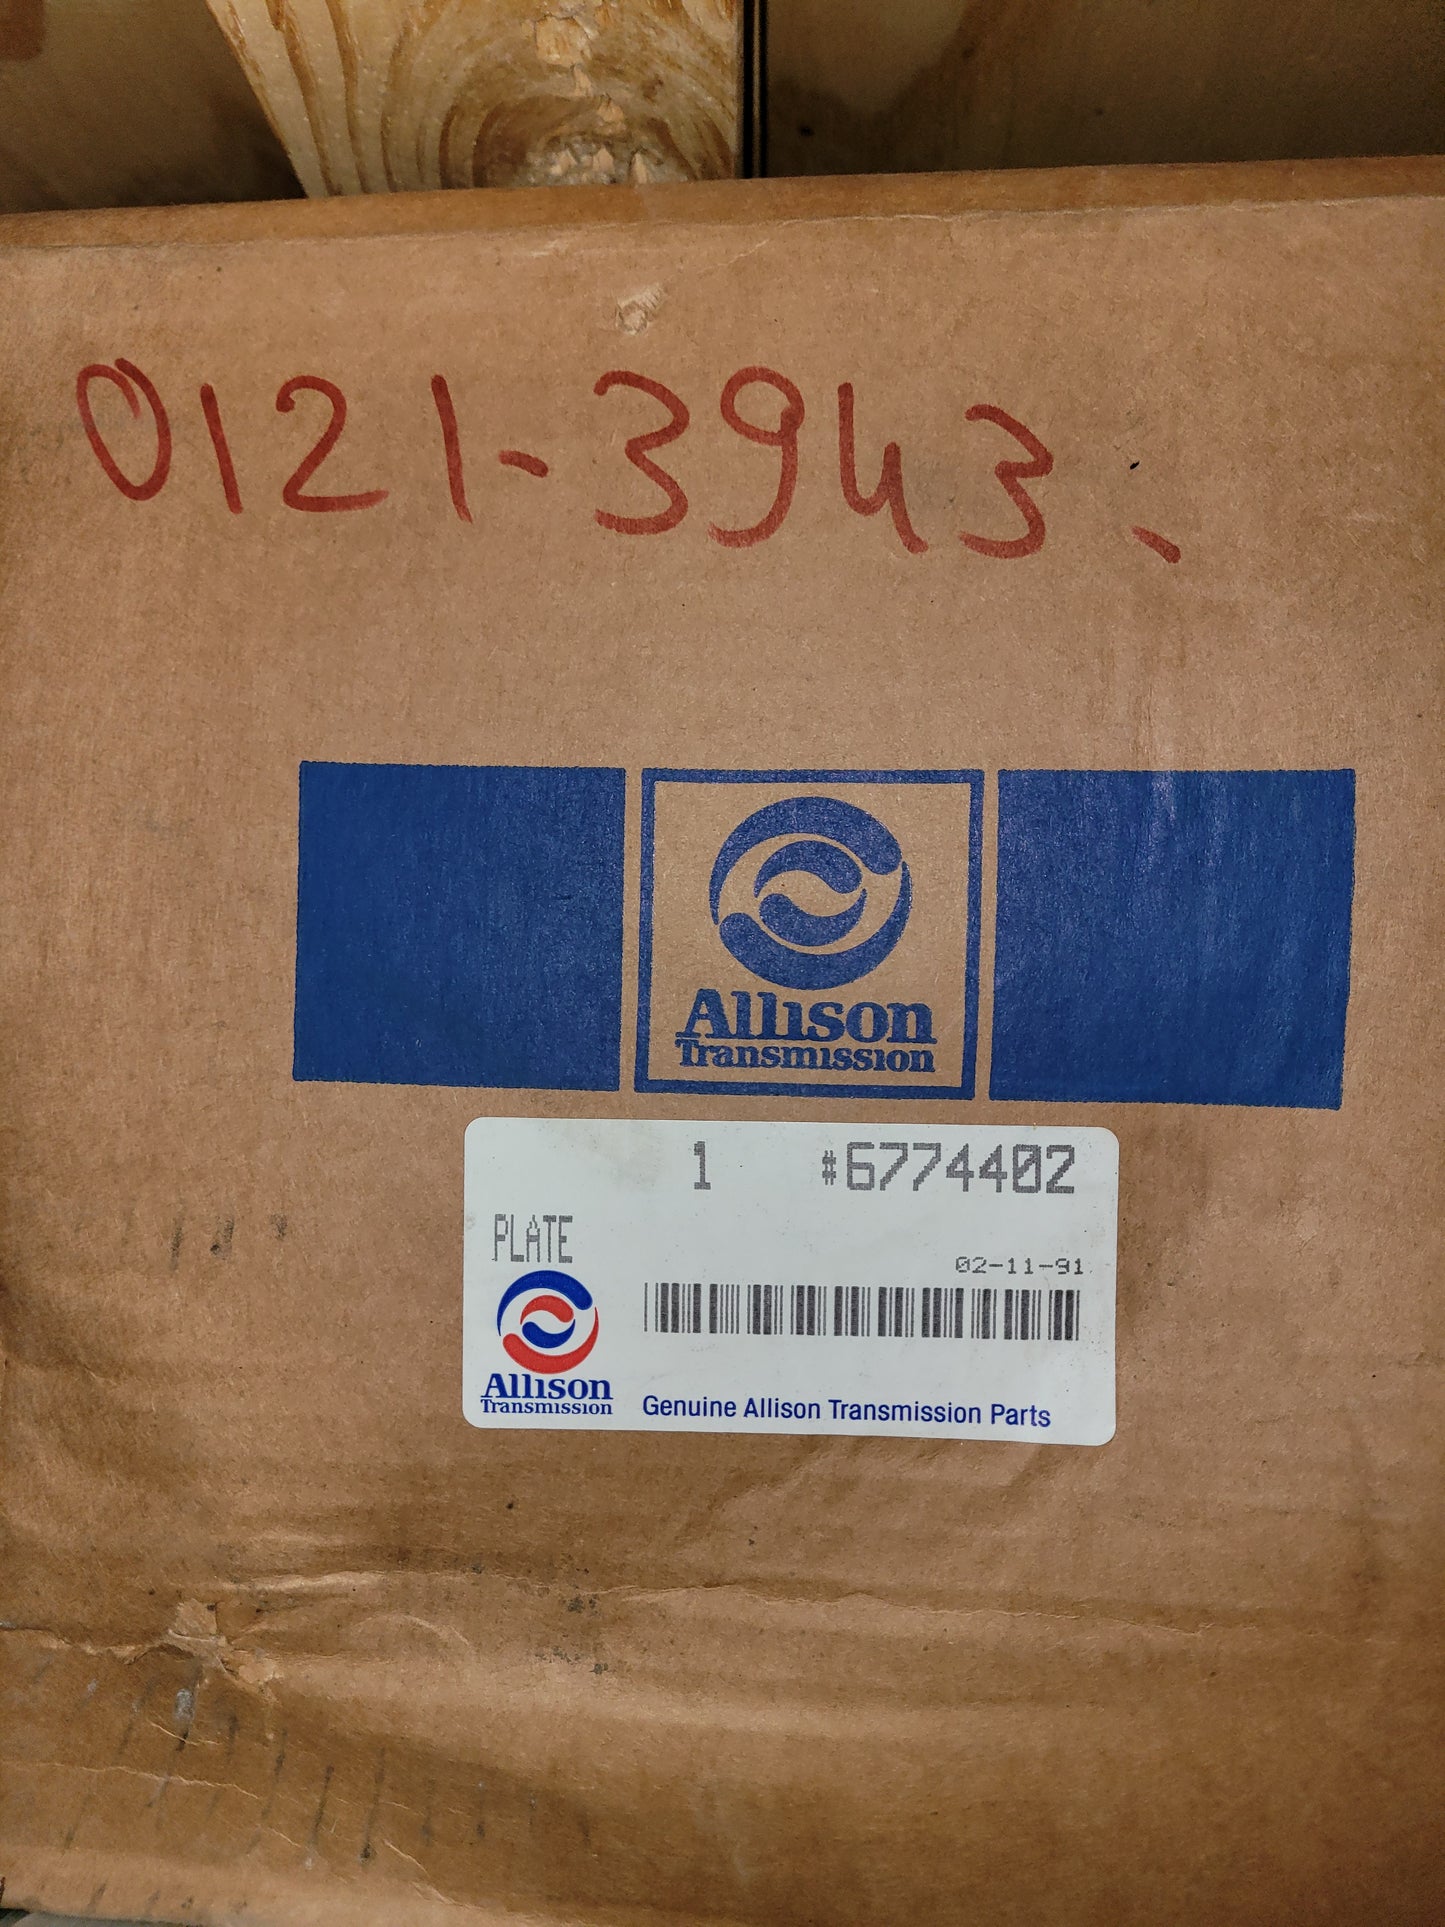 0121-3943-
Allison
Transmission
1 #6774402
PLATE
02-11-91
Allison
Transmission
Genuine Allison Transmission Parts